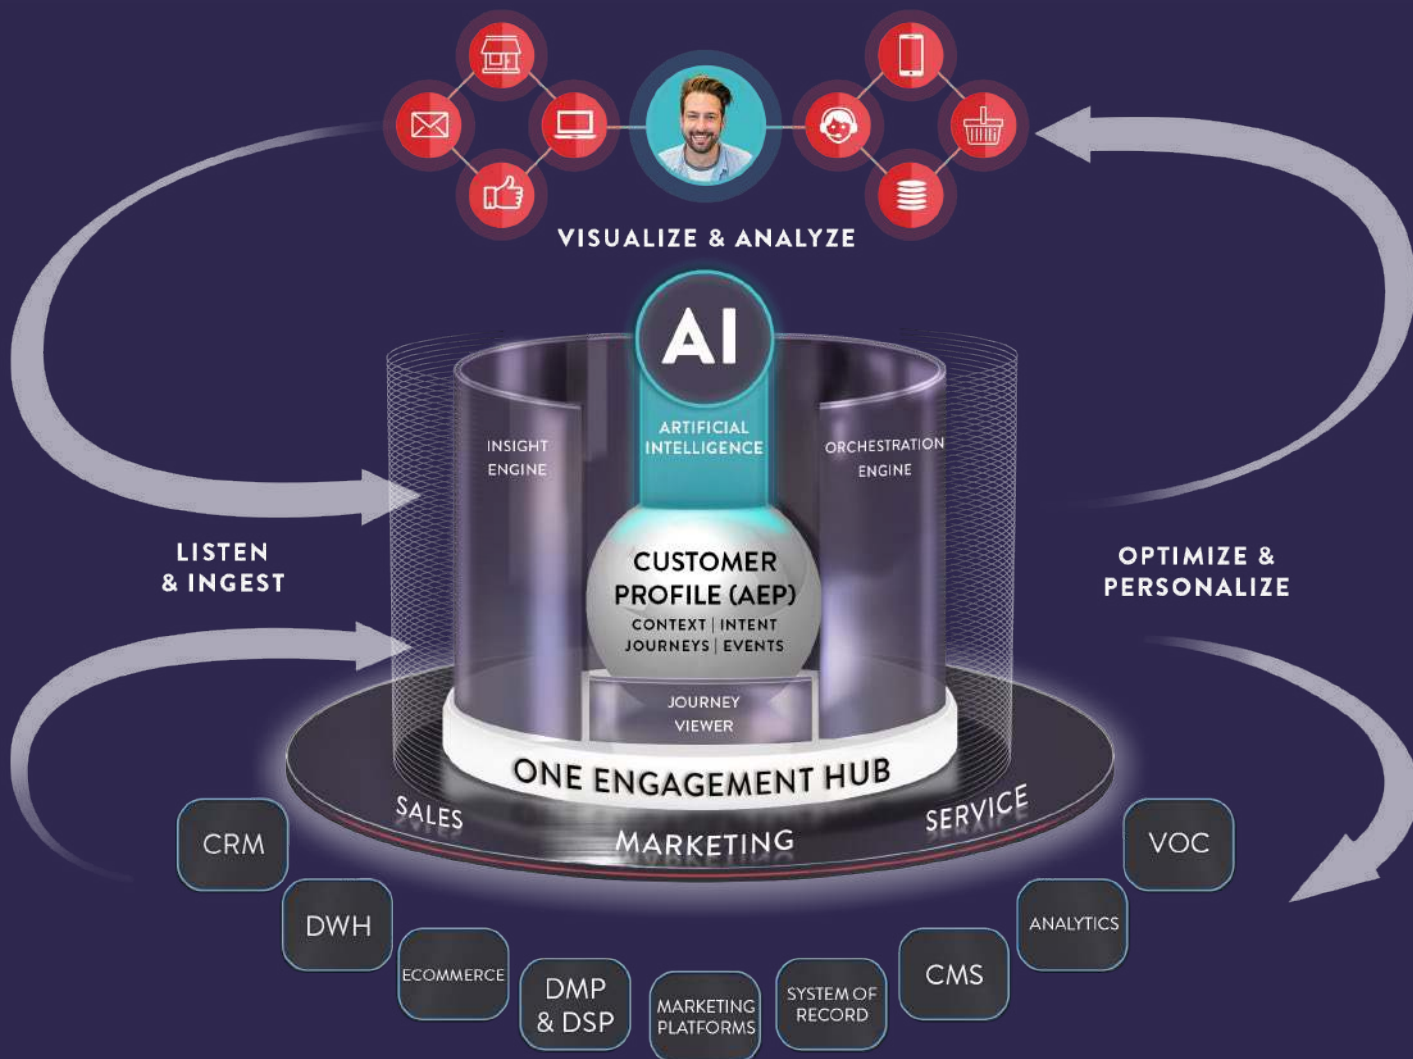 VISUALIZE & ANALYZE
AI
ARTIFICIAL
INTELLIGENCE
INSIGHT
ENGINE
ORCHESTRATION
ENGINE
LISTEN
& INGEST
CUSTOMER
PROFILE (AEP)
CONTEXT | INTENT
JOURNEYS | EVENTS
OPTIMIZE &
PERSONALIZE
JOURNEY
VIEWER
ONE ENGAGEMENT HUB
SALES
MARKETING
SERVICE
CRM
DWH
ECOMMERCE
DMP
& DSP
MARKETING
PLATFORMS
SYSTEM OF
RECORD
CMS
ANALYTICS
VOC